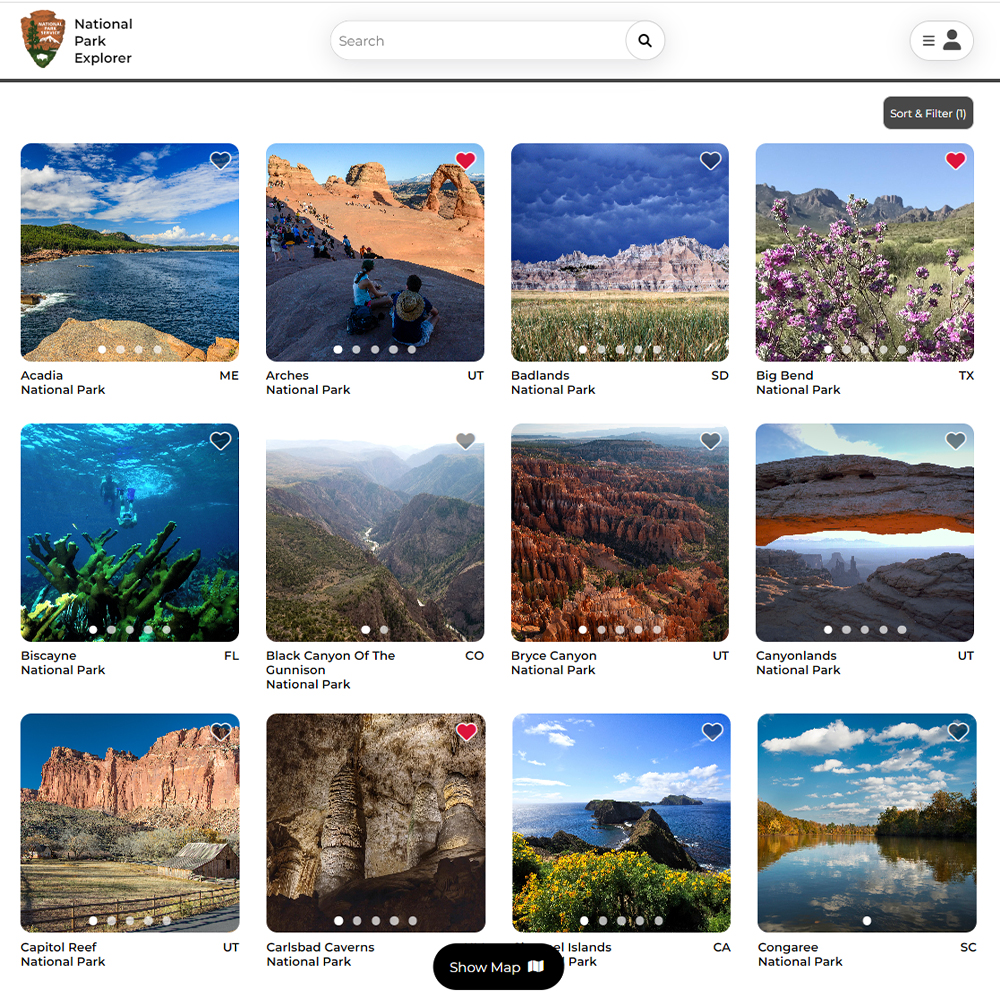 NATIONAL
PARK
SERVICE
National
Park
Explorer
Search
Sort & Filter (1)
Acadia ME
National Park
Arches UT
National Park
Badlands SD
National Park
Big Bend TX
National Park
Biscayne FL
National Park
Black Canyon Of The CO
Gunnison
National Park
Bryce Canyon UT
National Park
Canyonlands UT
National Park
Capitol Reef UT
National Park
Carlsbad Caverns
National Park
Islands CA
Park
Congaree SC
National Park
Show Map